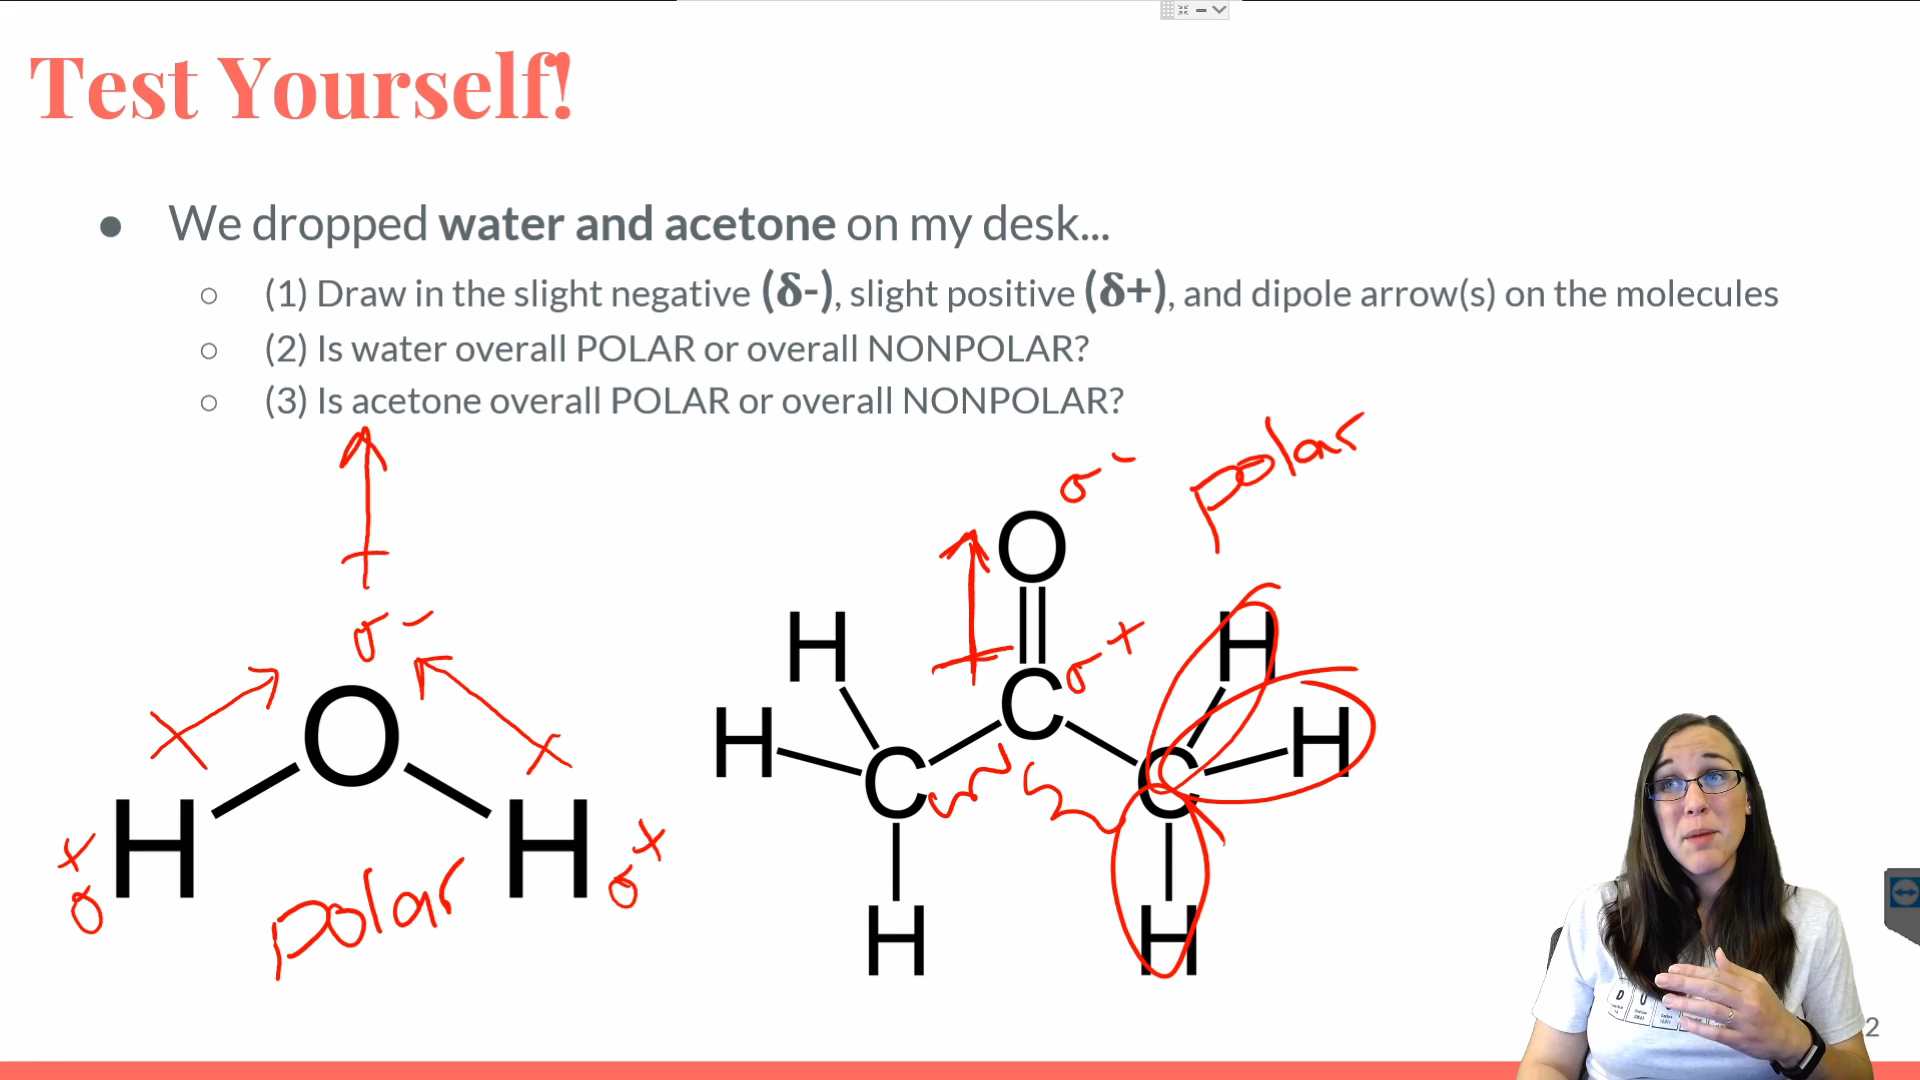 Test Yourself!
● We dropped water and acetone on my desk...
○ (1) Draw in the slight negative (δ-), slight positive (δ+), and dipole arrow(s) on the molecules
○ (2) Is water overall POLAR or overall NONPOLAR?
○ (3) Is acetone overall POLAR or overall NONPOLAR?
polar
σ -
O
σ -
H H
σ +
C
O
H H
C C
H H
σ + σ +
polar
H H
D U
2